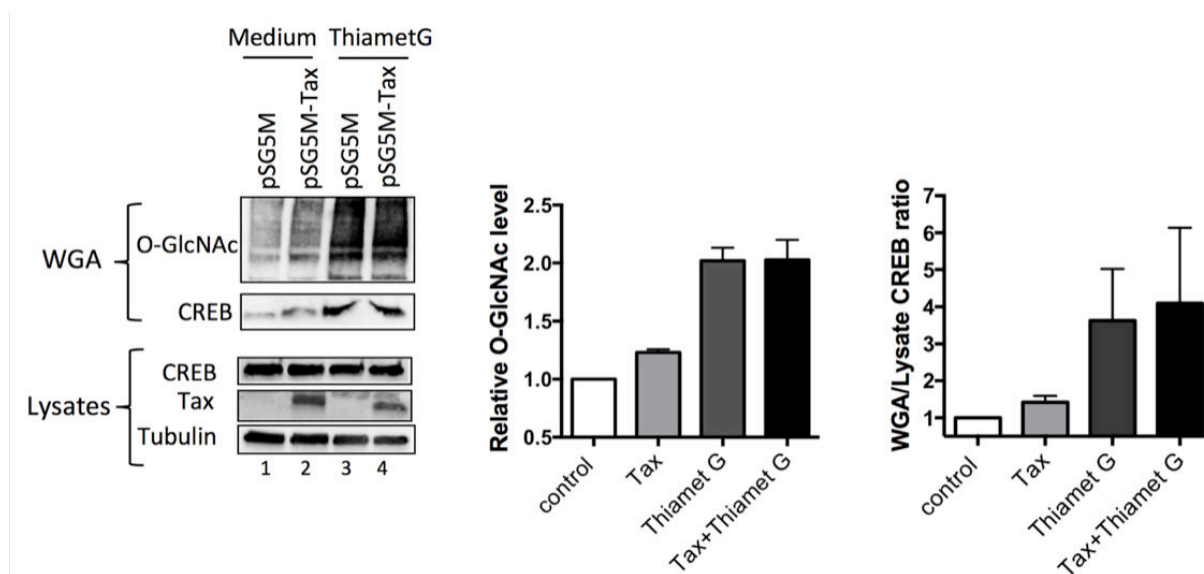 Medium ThiametG
pSG5M
pSG5M-Tax
pSG5M
pSG5M-Tax
WGA
O-GlcNAc
CREB
Lysates
CREB
Tax
Tubulin
1 2 3 4
Relative O-GlcNAc level
2.5
2.0
1.5
1.0
0.5
control
Tax
Thiamet G
Tax+Thiamet G
WGA/Lysate CREB ratio
7
6
5
4
3
2
1
control
Tax
Thiamet G
Tax+Thiamet G